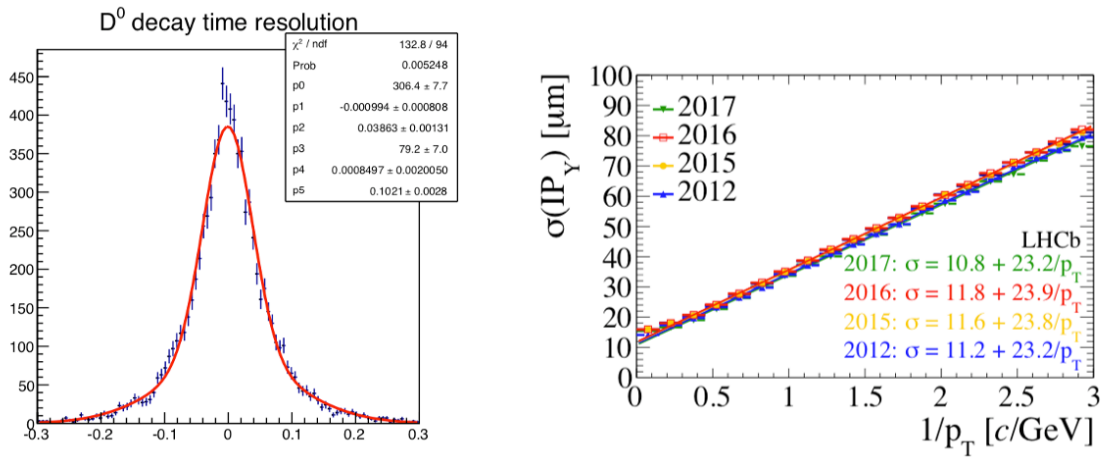 D⁰ decay time resolution
χ² / ndf 132.8 / 94
Prob 0.005248
p0 306.4 ± 7.7
p1 -0.000994 ± 0.000808
p2 0.03863 ± 0.00131
p3 79.2 ± 7.0
p4 0.0008497 ± 0.0020050
p5 0.1021 ± 0.0028
450
400
350
300
250
200
150
100
50
0
-0.3 -0.2 -0.1 0 0.1 0.2 0.3
σ(IP_Y) [μm]
100
90
80
70
60
50
40
30
20
10
0
2017
2016
2015
2012
LHCb
2017: σ = 10.8 + 23.2/p_T
2016: σ = 11.8 + 23.9/p_T
2015: σ = 11.6 + 23.8/p_T
2012: σ = 11.2 + 23.2/p_T
0 0.5 1 1.5 2 2.5 3
1/p_T [c/GeV]